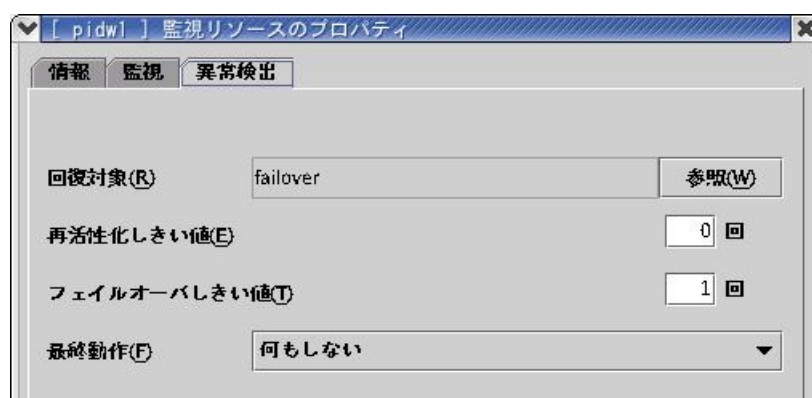 [ pidw1 ] 監視リソースのプロパティ
情報 監視 異常検出
回復対象(R) failover 参照(W)
再活性化しきい値(E) 0 回
フェイルオーバしきい値(T) 1 回
最終動作(F) 何もしない